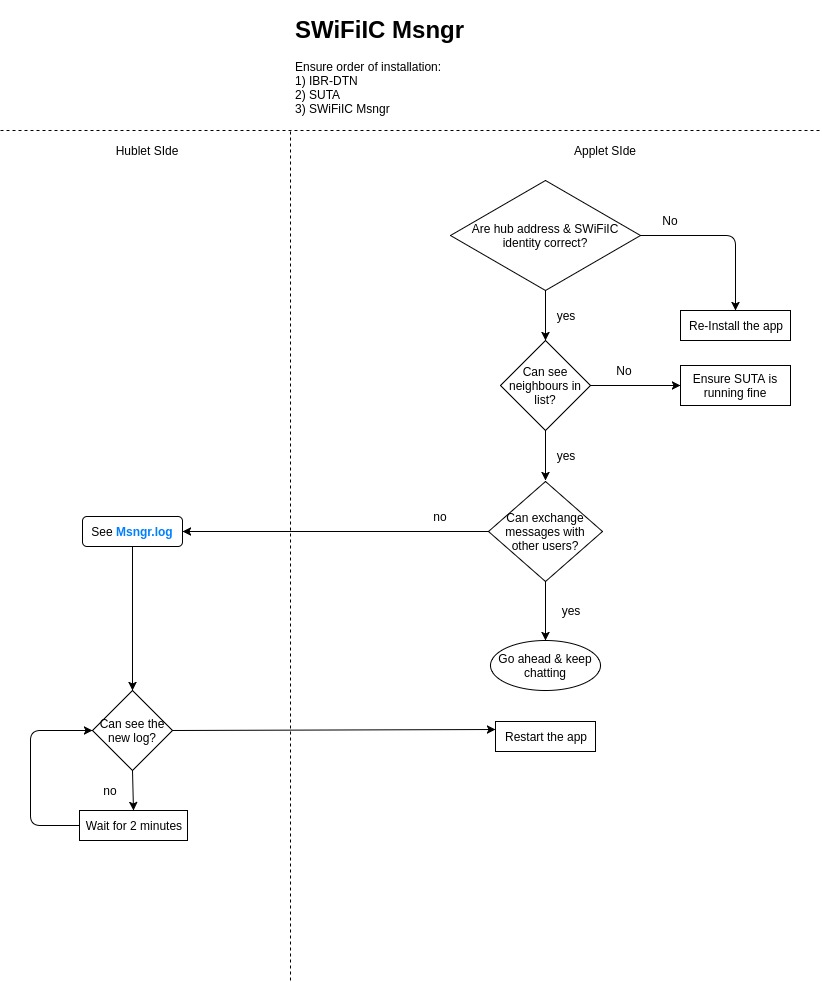 SWiFiIC Msngr
Ensure order of installation:
1) IBR-DTN
2) SUTA
3) SWiFiIC Msngr
Hublet SIde
Applet SIde
Are hub address & SWiFiIC
identity correct?
No
Re-Install the app
yes
Can see
neighbours in
list?
No
Ensure SUTA is
running fine
yes
Can exchange
messages with
other users?
no
See Msngr.log
yes
Go ahead & keep
chatting
Can see the
new log?
Restart the app
no
Wait for 2 minutes